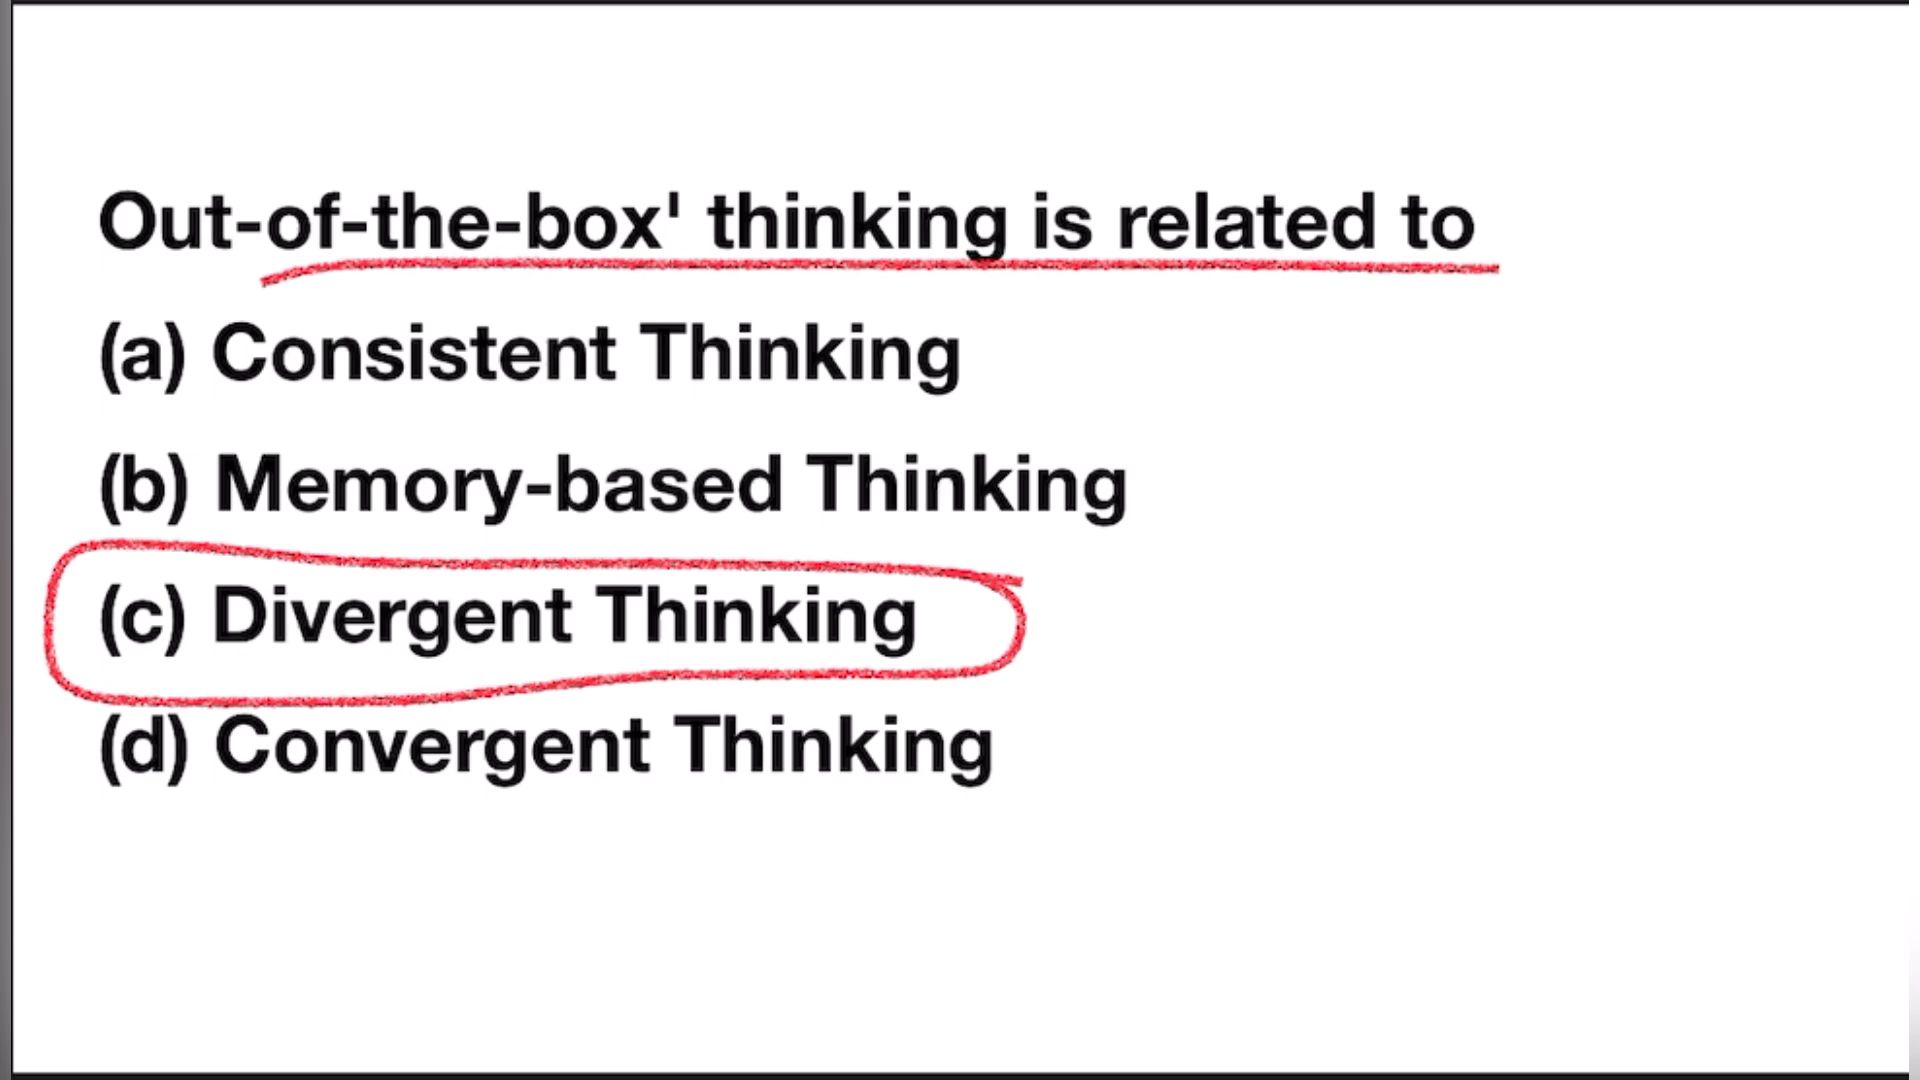 Out-of-the-box' thinking is related to
(a) Consistent Thinking
(b) Memory-based Thinking
(c) Divergent Thinking
(d) Convergent Thinking